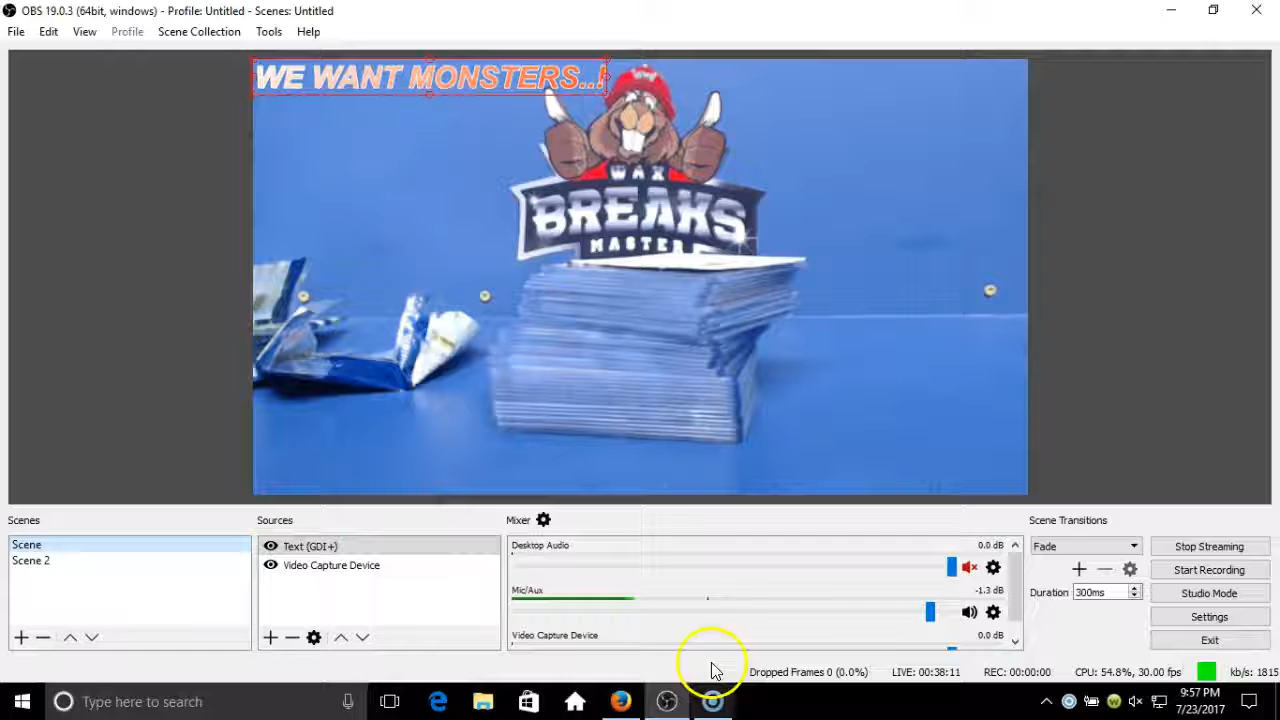 OBS 19.0.3 (64bit, windows) - Profile: Untitled - Scenes: Untitled
File Edit View Profile Scene Collection Tools Help
WE WANT MONSTERS..!
WAX
BREAKS
MASTER
Scenes
Scene
Scene 2
Sources
Text (GDI+)
Video Capture Device
Mixer
Desktop Audio 0.0 dB
Mic/Aux -1.3 dB
Video Capture Device 0.0 dB
Scene Transitions
Fade
Duration 300ms
Stop Streaming
Start Recording
Studio Mode
Settings
Exit
Dropped Frames 0 (0.0%) LIVE: 00:38:11 REC: 00:00:00 CPU: 54.8%, 30.00 fps kb/s: 1815
Type here to search
9:57 PM
7/23/2017